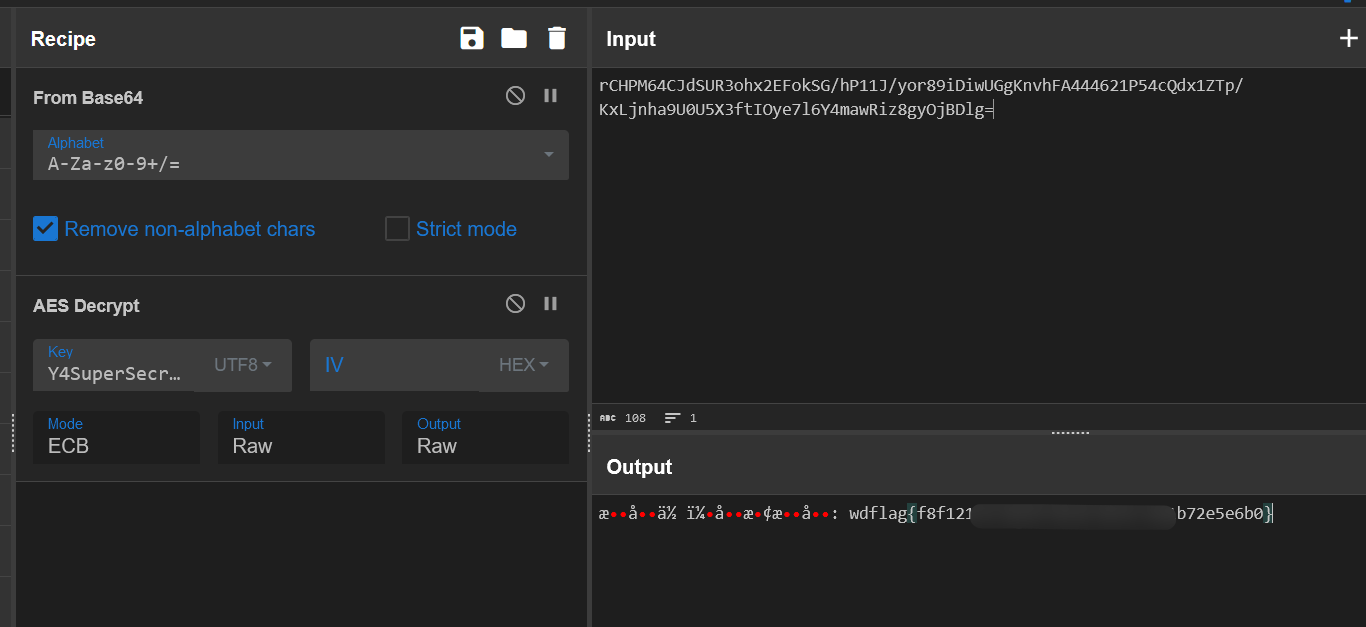 Recipe
From Base64
Alphabet
A-Za-z0-9+/=
Remove non-alphabet chars
Strict mode
AES Decrypt
Key
Y4SuperSecr…
UTF8
IV
HEX
Mode
ECB
Input
Raw
Output
Raw
Input
rCHPM64CJdSUR3ohx2EFokSG/hP11J/yor89iDiwUGgKnvhFA444621P54cQdx1ZTp/
KxLjnha9U0U5X3ftIOye7l6Y4mawRiz8gyOjBDlg=
ABC 108 1
Output
æ••å••ä½ ï¼•å••æ•¢æ••å••: wdflag{f8f121 b72e5e6b0}